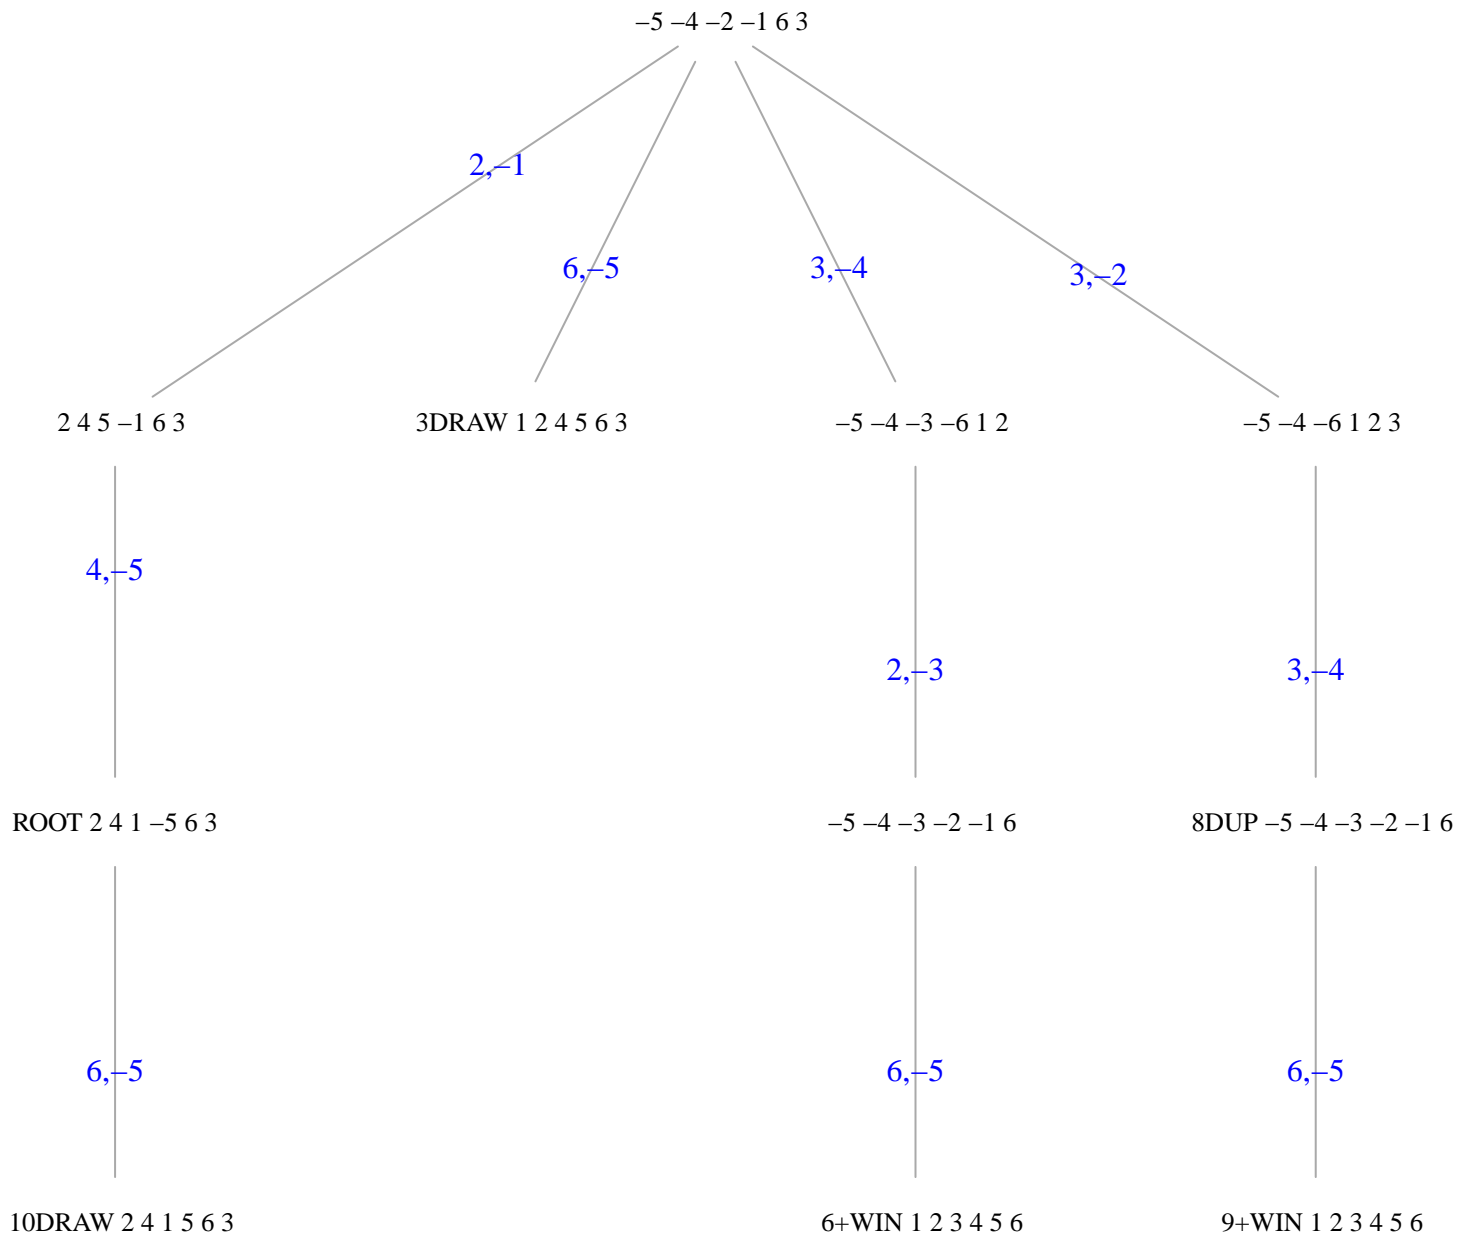 –5 –4 –2 –1 6 3
2,–1
6,–5
3,–4
3,–2
2 4 5 –1 6 3
3DRAW 1 2 4 5 6 3
–5 –4 –3 –6 1 2
–5 –4 –6 1 2 3
4,–5
2,–3
3,–4
ROOT 2 4 1 –5 6 3
–5 –4 –3 –2 –1 6
8DUP –5 –4 –3 –2 –1 6
6,–5
6,–5
6,–5
10DRAW 2 4 1 5 6 3
6+WIN 1 2 3 4 5 6
9+WIN 1 2 3 4 5 6